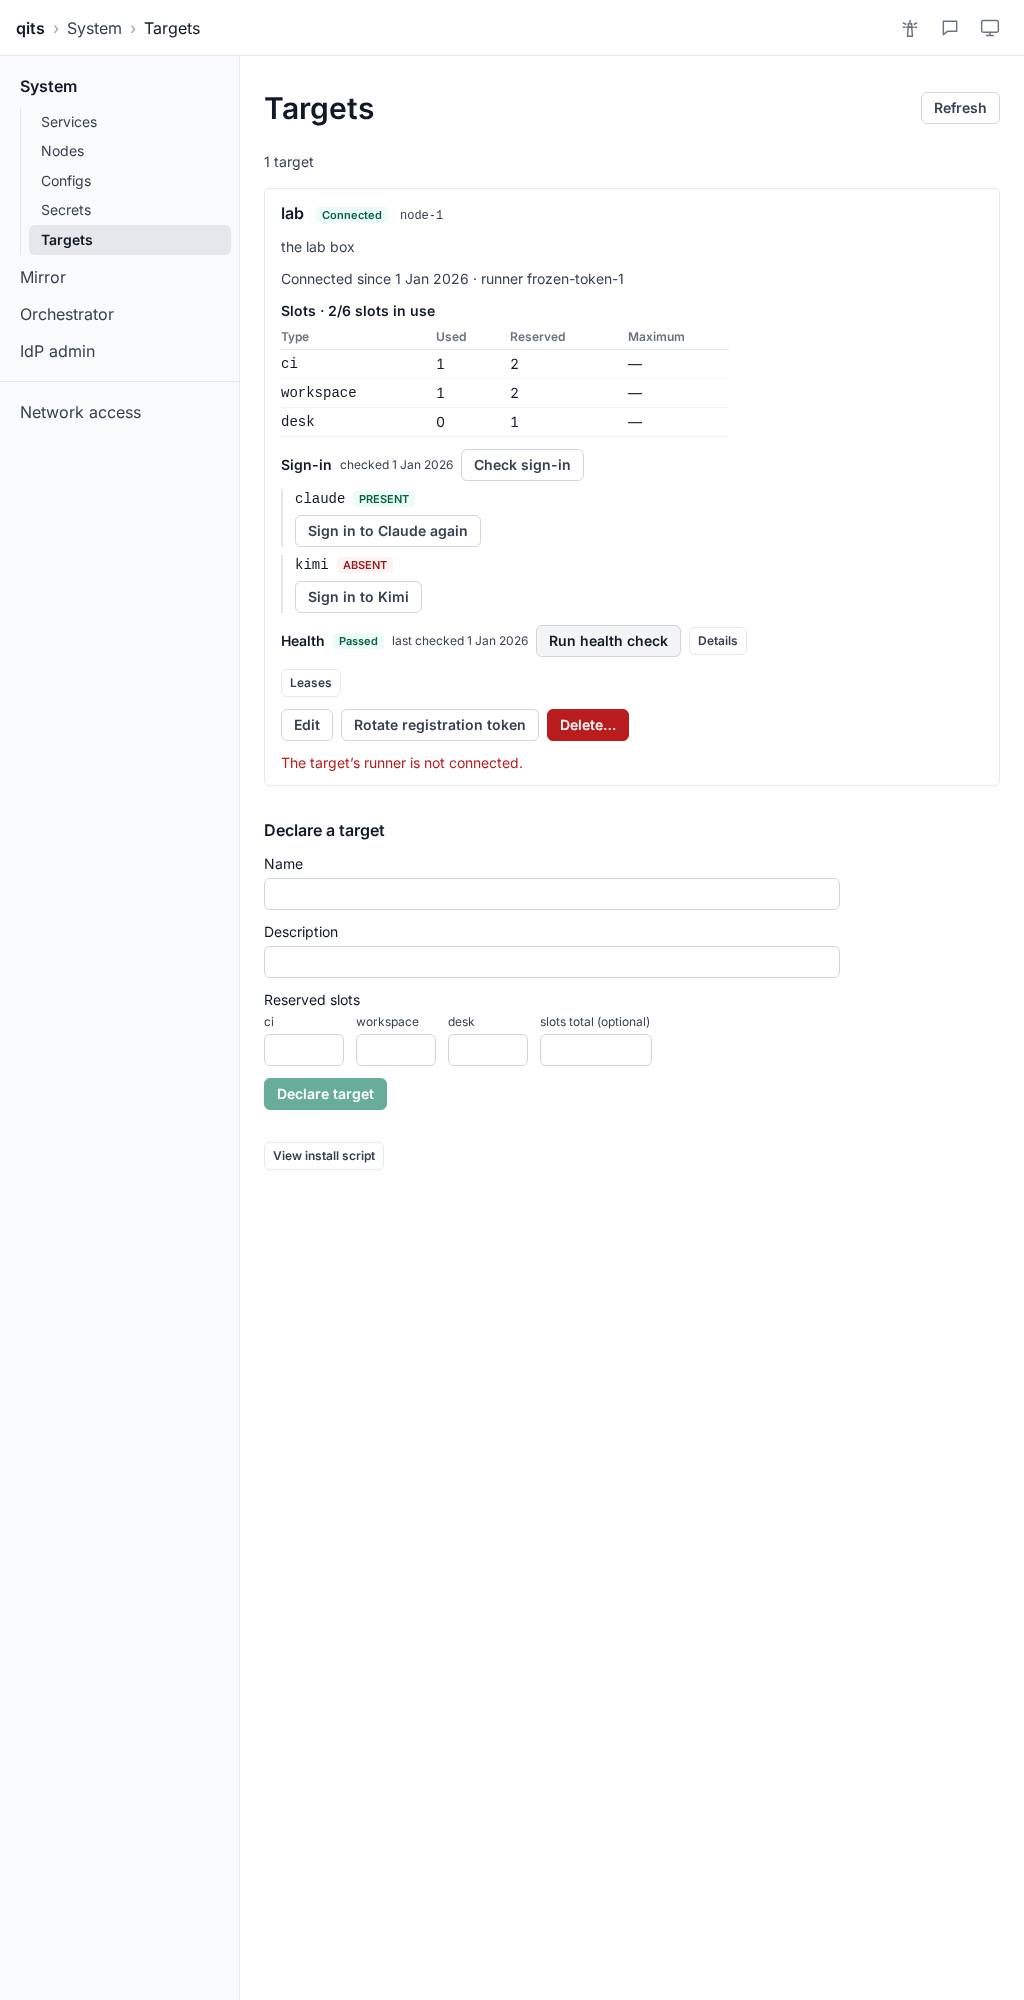 qits › System › Targets
System
Services
Nodes
Configs
Secrets
Targets
Mirror
Orchestrator
IdP admin
Network access
Targets
Refresh
1 target
lab Connected node-1
the lab box
Connected since 1 Jan 2026 · runner frozen-token-1
Slots · 2/6 slots in use
Type Used Reserved Maximum
ci 1 2 —
workspace 1 2 —
desk 0 1 —
Sign-in checked 1 Jan 2026 Check sign-in
claude PRESENT
Sign in to Claude again
kimi ABSENT
Sign in to Kimi
Health Passed last checked 1 Jan 2026 Run health check Details
Leases
Edit Rotate registration token Delete…
The target’s runner is not connected.
Declare a target
Name
Description
Reserved slots
ci workspace desk slots total (optional)
Declare target
View install script